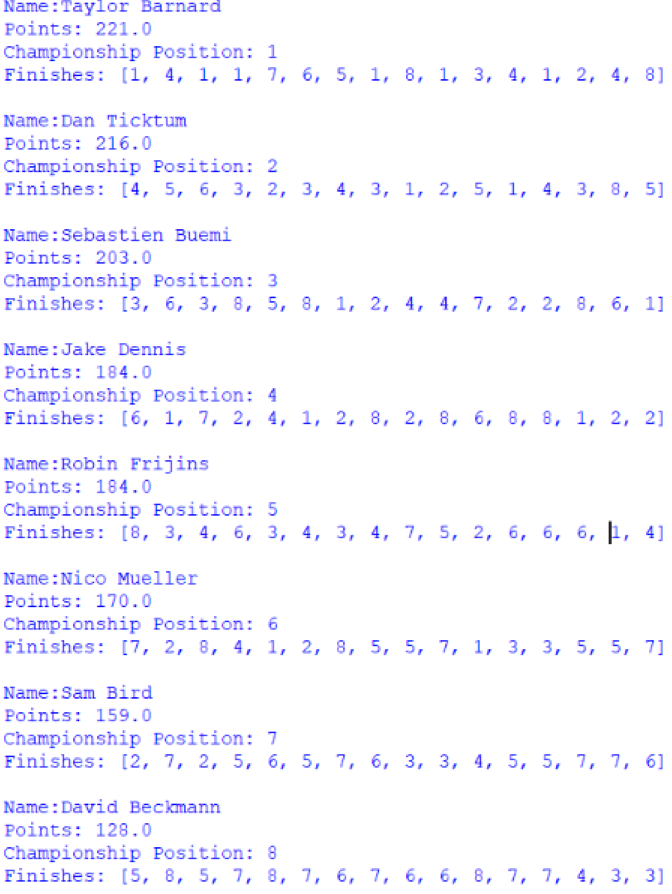 Name:Taylor Barnard
Points: 221.0
Championship Position: 1
Finishes: [1, 4, 1, 1, 7, 6, 5, 1, 8, 1, 3, 4, 1, 2, 4, 8]
Name:Dan Ticktum
Points: 216.0
Championship Position: 2
Finishes: [4, 5, 6, 3, 2, 3, 4, 3, 1, 2, 5, 1, 4, 3, 8, 5]
Name:Sebastien Buemi
Points: 203.0
Championship Position: 3
Finishes: [3, 6, 3, 8, 5, 8, 1, 2, 4, 4, 7, 2, 2, 8, 6, 1]
Name:Jake Dennis
Points: 184.0
Championship Position: 4
Finishes: [6, 1, 7, 2, 4, 1, 2, 8, 2, 8, 6, 8, 8, 1, 2, 2]
Name:Robin Frijins
Points: 184.0
Championship Position: 5
Finishes: [8, 3, 4, 6, 3, 4, 3, 4, 7, 5, 2, 6, 6, 6, 1, 4]
Name:Nico Mueller
Points: 170.0
Championship Position: 6
Finishes: [7, 2, 8, 4, 1, 2, 8, 5, 5, 7, 1, 3, 3, 5, 5, 7]
Name:Sam Bird
Points: 159.0
Championship Position: 7
Finishes: [2, 7, 2, 5, 6, 5, 7, 6, 3, 3, 4, 5, 5, 7, 7, 6]
Name:David Beckmann
Points: 128.0
Championship Position: 8
Finishes: [5, 8, 5, 7, 8, 7, 6, 7, 6, 6, 8, 7, 7, 4, 3, 3]